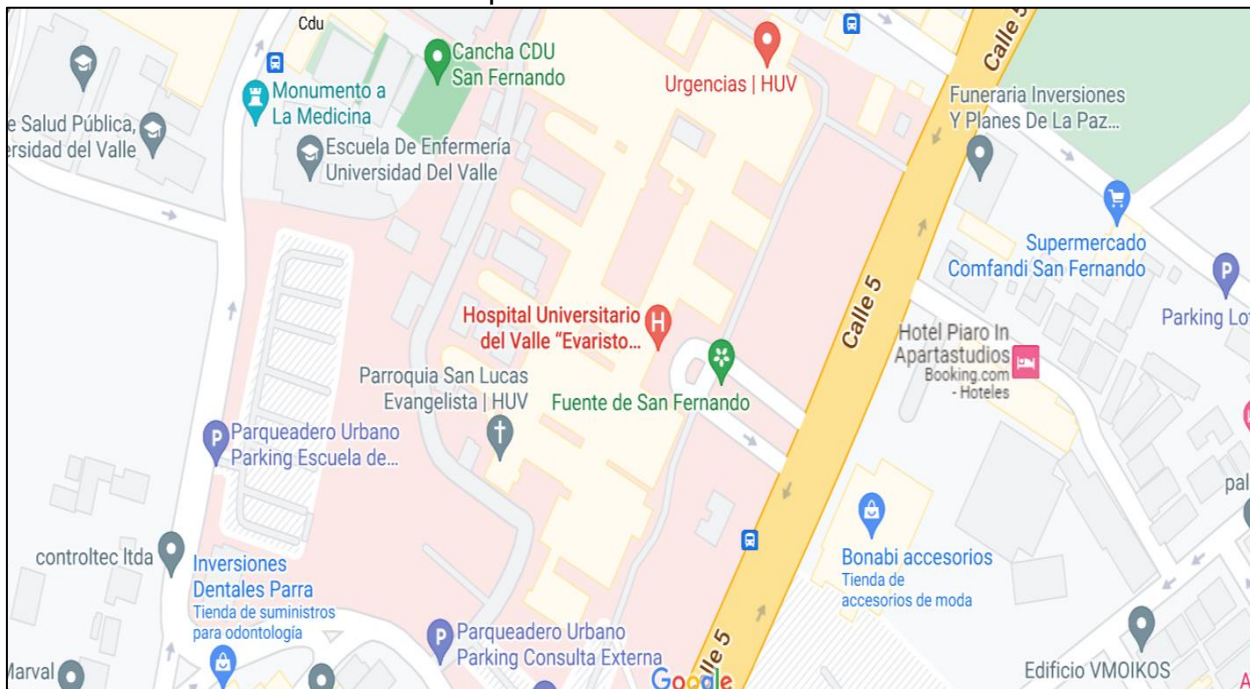 Cdu
Cancha CDU
San Fernando
Urgencias | HUV
Calle 5
Monumento a
La Medicina
Funeraria Inversiones
Y Planes De La Paz...
e Salud Pública,
ersidad del Valle
Escuela De Enfermería
Universidad Del Valle
Supermercado
Comfandi San Fernando
Calle 5
Hospital Universitario
del Valle “Evaristo...
H
Parking Lo
P
Hotel Piaro In
Apartastudios
Booking.com
- Hoteles
Parroquia San Lucas
Evangelista | HUV
Fuente de San Fernando
P
Parqueadero Urbano
Parking Escuela de...
pal
controltec ltda
Inversiones
Dentales Parra
Tienda de suministros
para odontología
Bonabi accesorios
Tienda de
accesorios de moda
P
Parqueadero Urbano
Parking Consulta Externa
Calle 5
Google
Edificio VMOIKOS
Marval
A